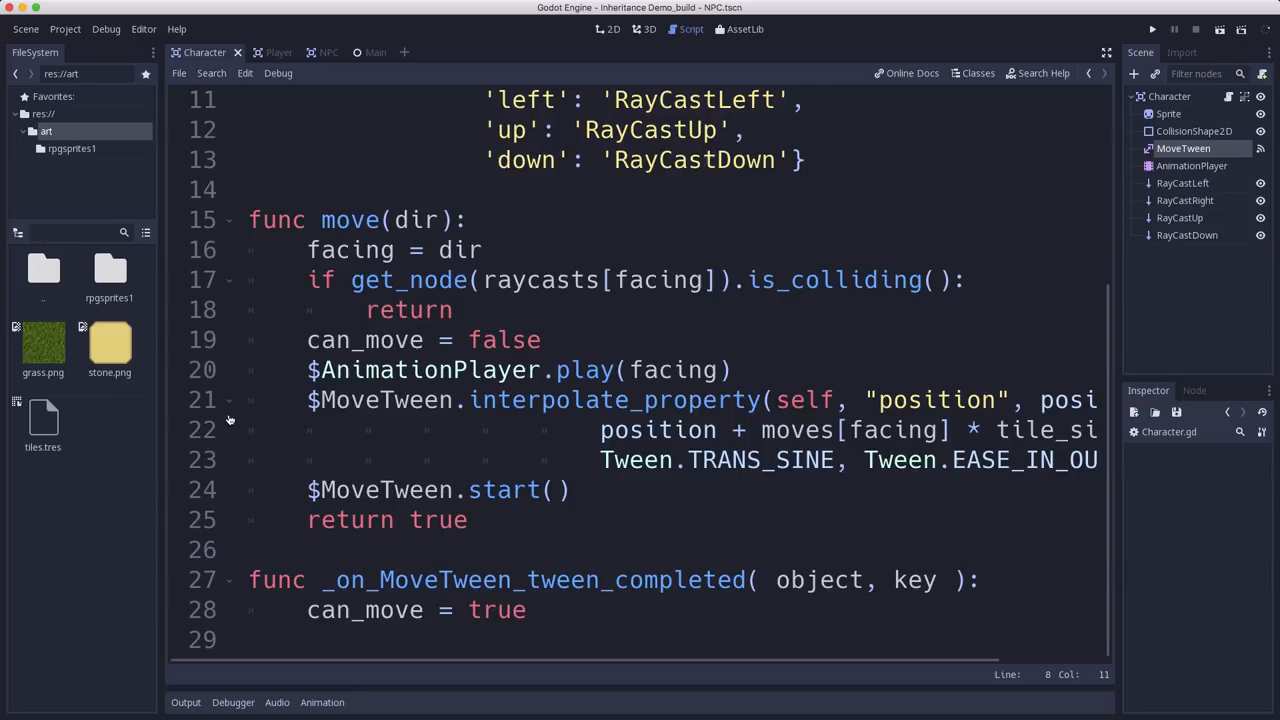 Godot Engine - Inheritance Demo_build - NPC.tscn
Scene Project Debug Editor Help
2D 3D Script AssetLib
FileSystem
res://art
Favorites:
res://
art
rpgsprites1
..
rpgsprites1
grass.png
stone.png
tiles.tres
Character Player NPC Main
File Search Edit Debug
Online Docs Classes Search Help
11 'left': 'RayCastLeft',
12 'up': 'RayCastUp',
13 'down': 'RayCastDown'}
14
15 func move(dir):
16 facing = dir
17 if get_node(raycasts[facing]).is_colliding():
18 return
19 can_move = false
20 $AnimationPlayer.play(facing)
21 $MoveTween.interpolate_property(self, "position", posi
22 position + moves[facing] * tile_si
23 Tween.TRANS_SINE, Tween.EASE_IN_OU
24 $MoveTween.start()
25 return true
26
27 func _on_MoveTween_tween_completed( object, key ):
28 can_move = true
29
Line: 8 Col: 11
Output Debugger Audio Animation
Scene Import
Filter nodes
Character
Sprite
CollisionShape2D
MoveTween
AnimationPlayer
RayCastLeft
RayCastRight
RayCastUp
RayCastDown
Inspector Node
Character.gd